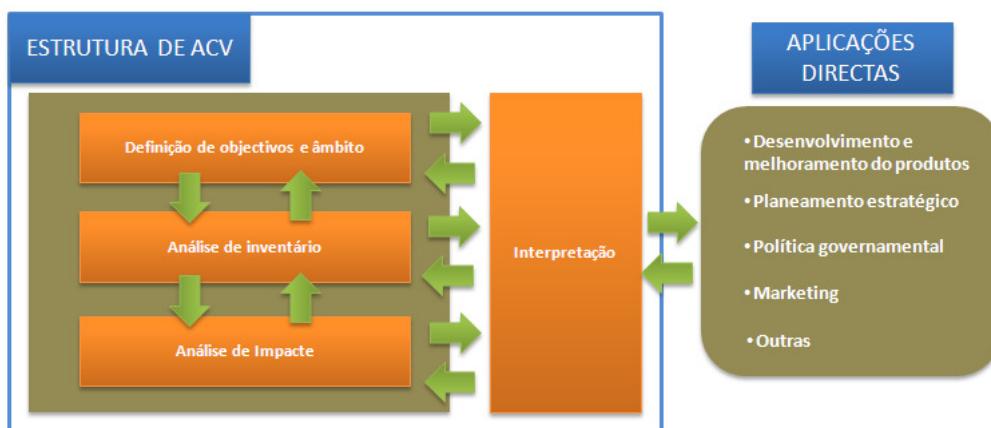 ESTRUTURA DE ACV
Definição de objectivos e âmbito
Análise de inventário
Análise de Impacte
Interpretação
APLICAÇÕES
DIRECTAS
•Desenvolvimento e
melhoramento do produtos
•Planeamento estratégico
•Política governamental
•Marketing
•Outras